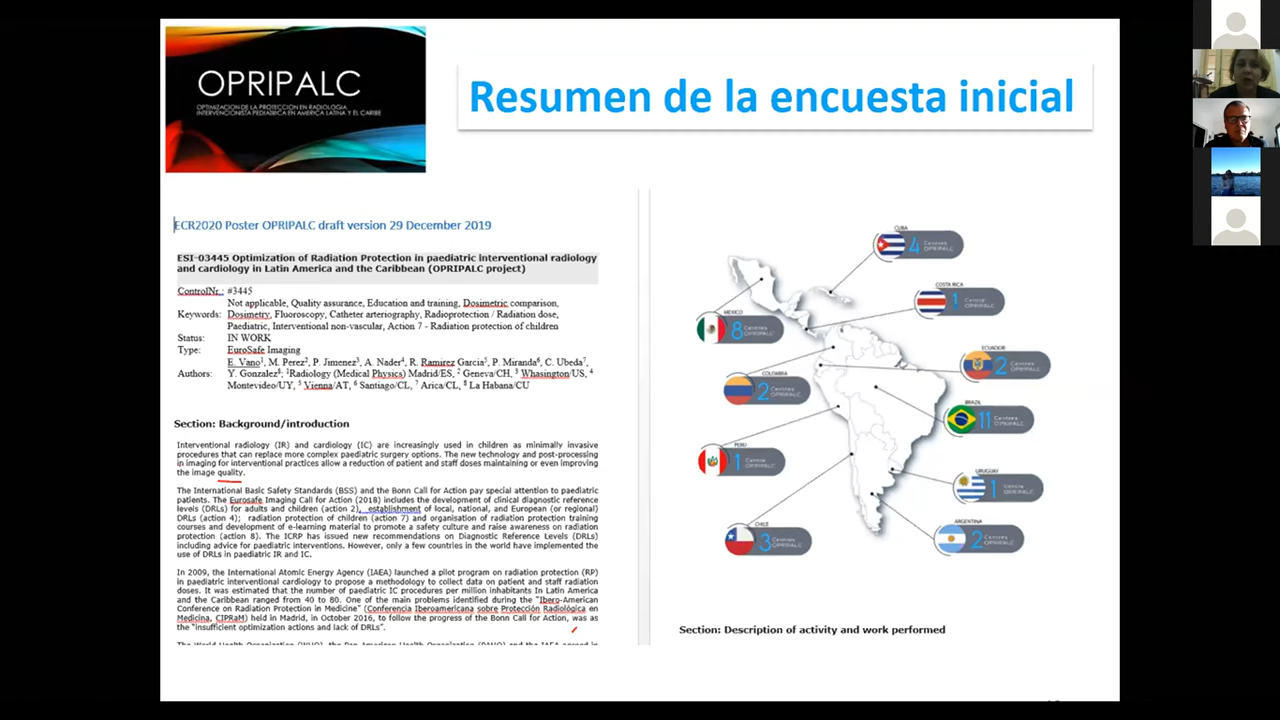 OPRIPALC
OPTIMIZACION DE LA PROTECCION EN RADIOLOGIA
INTERVENCIONISTA PEDIATRICA EN AMERICA LATINA Y EL CARIBE
Resumen de la encuesta inicial
ECR2020 Poster OPRIPALC draft version 29 December 2019
ESI-03445 Optimization of Radiation Protection in paediatric interventional radiology
and cardiology in Latin America and the Caribbean (OPRIPALC project)
ControlNr.: #3445
Not applicable, Quality assurance, Education and training, Dosimetric comparison,
Keywords: Dosimetry, Fluoroscopy, Catheter arteriography, Radioprotection / Radiation dose,
Paediatric, Interventional non-vascular, Action 7 - Radiation protection of children
Status: IN WORK
Type: EuroSafe Imaging
E. Vano1, M. Perez2, P. Jimenez3, A. Nader4, R. Ramirez Garcia5, P. Miranda6, C. Ubeda7,
Authors: Y. Gonzalez8; 1Radiology (Medical Physics) Madrid/ES, 2 Geneva/CH, 3 Whasington/US, 4
Montevideo/UY, 5 Vienna/AT, 6 Santiago/CL, 7 Arica/CL, 8 La Habana/CU
Section: Background/introduction
Interventional radiology (IR) and cardiology (IC) are increasingly used in children as minimally invasive
procedures that can replace more complex paediatric surgery options. The new technology and post-processing
in imaging for interventional practices allow a reduction of patient and staff doses maintaining or even improving
the image quality.
The International Basic Safety Standards (BSS) and the Bonn Call for Action pay special attention to paediatric
patients. The Eurosafe Imaging Call for Action (2018) includes the development of clinical diagnostic reference
levels (DRLs) for adults and children (action 2), establishment of local, national, and European (or regional)
DRLs (action 4); radiation protection of children (action 7) and organisation of radiation protection training
courses and development of e-learning material to promote a safety culture and raise awareness on radiation
protection (action 8). The ICRP has issued new recommendations on Diagnostic Reference Levels (DRLs)
including advice for paediatric interventions. However, only a few countries in the world have implemented the
use of DRLs in paediatric IR and IC.
In 2009, the International Atomic Energy Agency (IAEA) launched a pilot program on radiation protection (RP)
in paediatric interventional cardiology to propose a methodology to collect data on patient and staff radiation
doses. It was estimated that the number of paediatric IC procedures per million inhabitants In Latin America
and the Caribbean ranged from 40 to 80. One of the main problems identified during the "Ibero-American
Conference on Radiation Protection in Medicine" (Conferencia Iberoamericana sobre Protección Radiológica en
Medicina, CIPRaM) held in Madrid, in October 2016, to follow the progress of the Bonn Call for Action, was as
the "insufficient optimization actions and lack of DRLs".
CUBA
4 Centros
OPRIPALC
COSTA RICA
1 Centro
OPRIPALC
MEXICO
8 Centros
OPRIPALC
ECUADOR
2 Centros
OPRIPALC
COLOMBIA
2 Centros
OPRIPALC
BRAZIL
11 Centros
OPRIPALC
PERU
1 Centro
OPRIPALC
URUGUAY
1 Centro
OPRIPALC
CHILE
3 Centros
OPRIPALC
ARGENTINA
2 Centros
OPRIPALC
Section: Description of activity and work performed